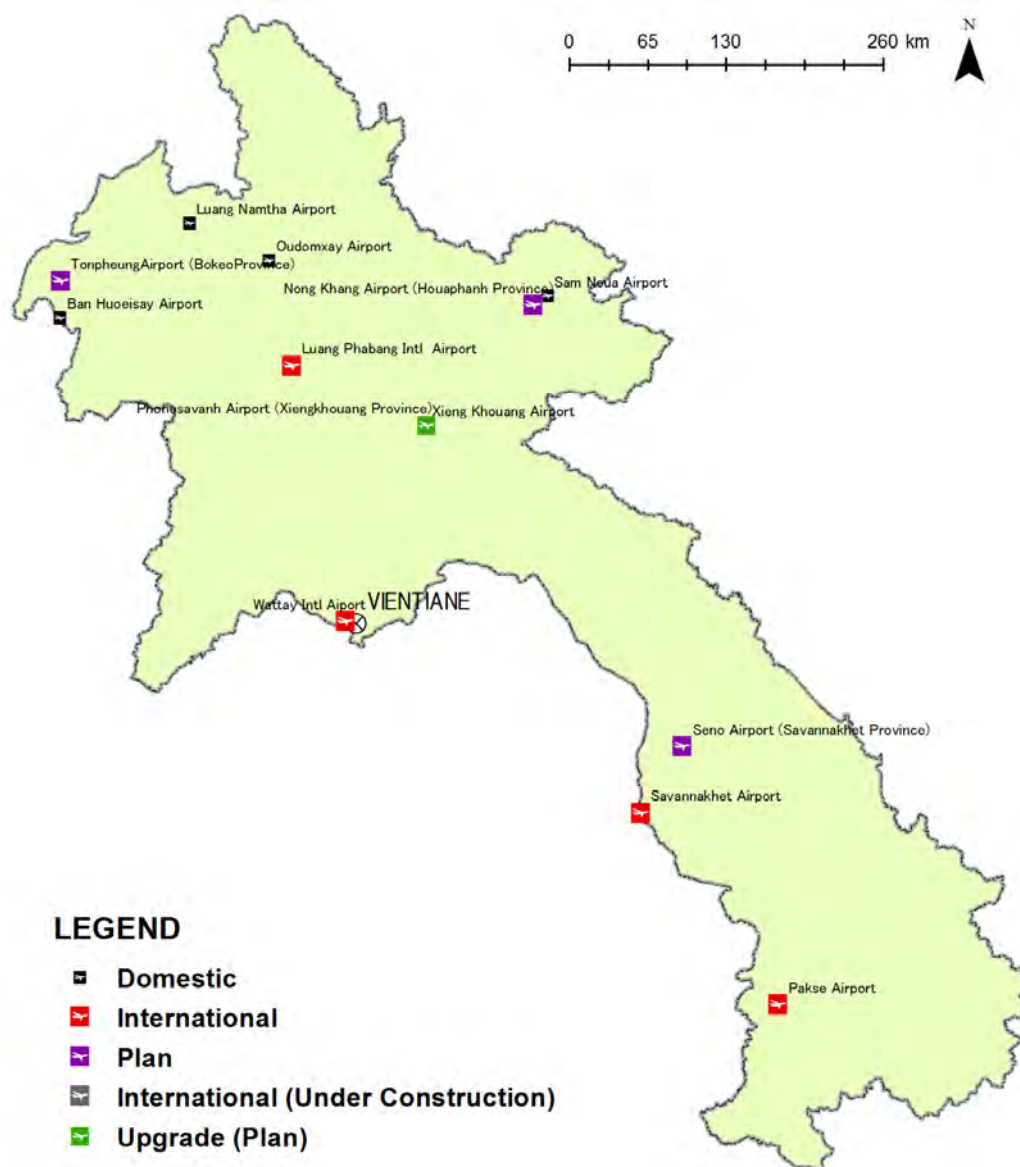 N
0 65 130 260 km
Luang Namtha Airport
Oudomxay Airport
TonpheungAirport (BokeoProvince)
Nong Khang Airport (Houaphanh Province)
Sam Neua Airport
Ban Huoeisay Airport
Luang Phabang Intl Airport
Phonesavanh Airport (Xiengkhouang Province)
Xieng Khouang Airport
Wattay Intl Aiport
VIENTIANE
Seno Airport (Savannakhet Province)
Savannakhet Airport
Pakse Airport
LEGEND
Domestic
International
Plan
International (Under Construction)
Upgrade (Plan)